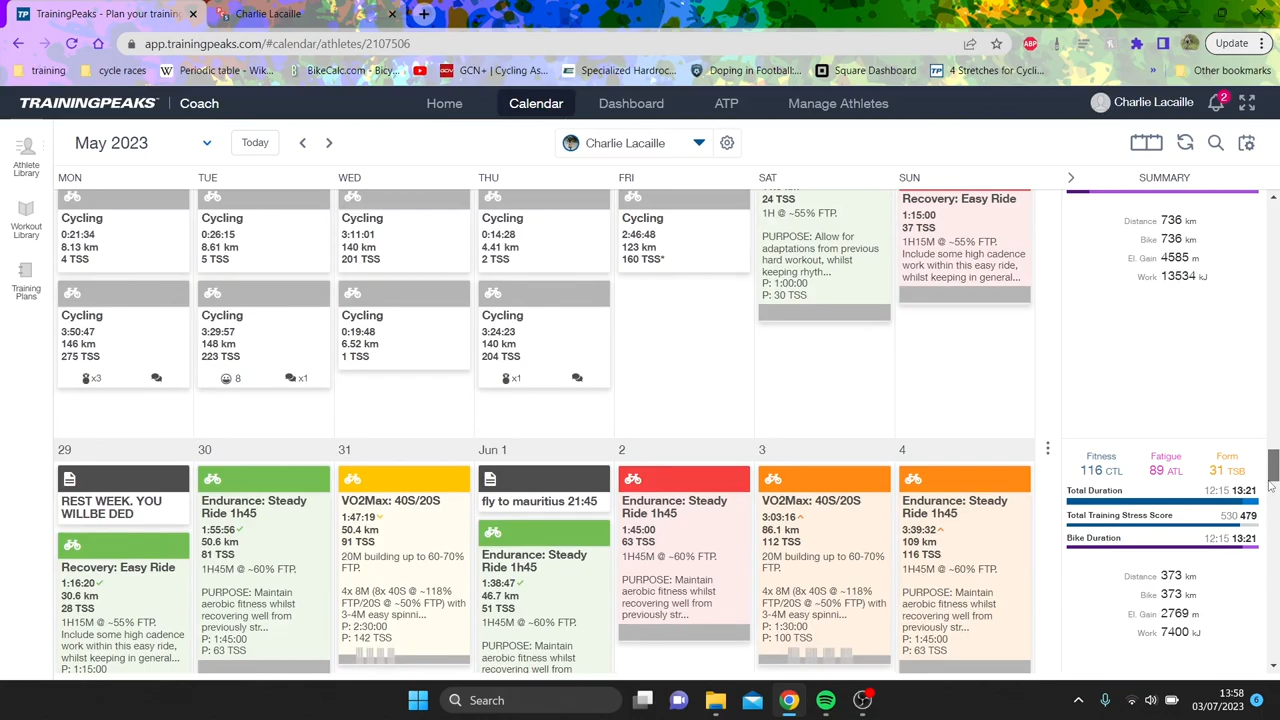 TrainingPeaks - Plan your training
Charlie Lacaille
app.trainingpeaks.com/#calendar/athletes/2107506
ABP
Update
training
cycle races
Periodic table - Wik...
BikeCalc.com - Bicy...
GCN+ | Cycling As...
Specialized Hardroc...
Doping in Football:...
Square Dashboard
4 Stretches for Cycli...
»
Other bookmarks
TRAININGPEAKS Coach
Home
Calendar
Dashboard
ATP
Manage Athletes
Charlie Lacaille
2
Athlete
Library
Workout
Library
Training
Plans
May 2023
Today
Charlie Lacaille
MON
TUE
WED
THU
FRI
SAT
SUN
SUMMARY
Cycling
0:21:34
8.13 km
4 TSS
Cycling
3:50:47
146 km
275 TSS
x3
Cycling
0:26:15
8.61 km
5 TSS
Cycling
3:29:57
148 km
223 TSS
8
x1
Cycling
3:11:01
140 km
201 TSS
Cycling
0:19:48
6.52 km
1 TSS
Cycling
0:14:28
4.41 km
2 TSS
Cycling
3:24:23
140 km
204 TSS
x1
Cycling
2:46:48
123 km
160 TSS*
24 TSS
1H @ ~55% FTP.
PURPOSE: Allow for
adaptations from previous
hard workout, whilst
keeping rhyth...
P: 1:00:00
P: 30 TSS
Recovery: Easy Ride
1:15:00
37 TSS
1H15M @ ~55% FTP.
Include some high cadence
work within this easy ride,
whilst keeping in general...
Distance 736 km
Bike 736 km
El. Gain 4585 m
Work 13534 kJ
29
REST WEEK. YOU
WILLBE DED
Recovery: Easy Ride
1:16:20
30.6 km
28 TSS
1H15M @ ~55% FTP.
Include some high cadence
work within this easy ride,
whilst keeping in general...
P: 1:15:00
30
Endurance: Steady
Ride 1h45
1:55:56
50.6 km
81 TSS
1H45M @ ~60% FTP.
PURPOSE: Maintain
aerobic fitness whilst
recovering well from
previously str...
P: 1:45:00
P: 63 TSS
31
VO2Max: 40S/20S
1:47:19
50.4 km
91 TSS
20M building up to 60-70%
FTP.
4x 8M (8x 40S @ ~118%
FTP/20S @ ~50% FTP) with
3-4M easy spinni...
P: 2:30:00
P: 142 TSS
Jun 1
fly to mauritius 21:45
Endurance: Steady
Ride 1h45
1:38:47
46.7 km
51 TSS
1H45M @ ~60% FTP.
PURPOSE: Maintain
aerobic fitness whilst
recovering well from
2
Endurance: Steady
Ride 1h45
1:45:00
63 TSS
1H45M @ ~60% FTP.
PURPOSE: Maintain
aerobic fitness whilst
recovering well from
previously str...
3
VO2Max: 40S/20S
3:03:16
86.1 km
112 TSS
20M building up to 60-70%
FTP.
4x 8M (8x 40S @ ~118%
FTP/20S @ ~50% FTP) with
3-4M easy spinni...
P: 1:30:00
P: 100 TSS
4
Endurance: Steady
Ride 1h45
3:39:32
109 km
116 TSS
1H45M @ ~60% FTP.
PURPOSE: Maintain
aerobic fitness whilst
recovering well from
previously str...
P: 1:45:00
P: 63 TSS
Fitness
116 CTL
Fatigue
89 ATL
Form
31 TSB
Total Duration 12:15 13:21
Total Training Stress Score 530 479
Bike Duration 12:15 13:21
Distance 373 km
Bike 373 km
El. Gain 2769 m
Work 7400 kJ
Search
13:58
03/07/2023
6